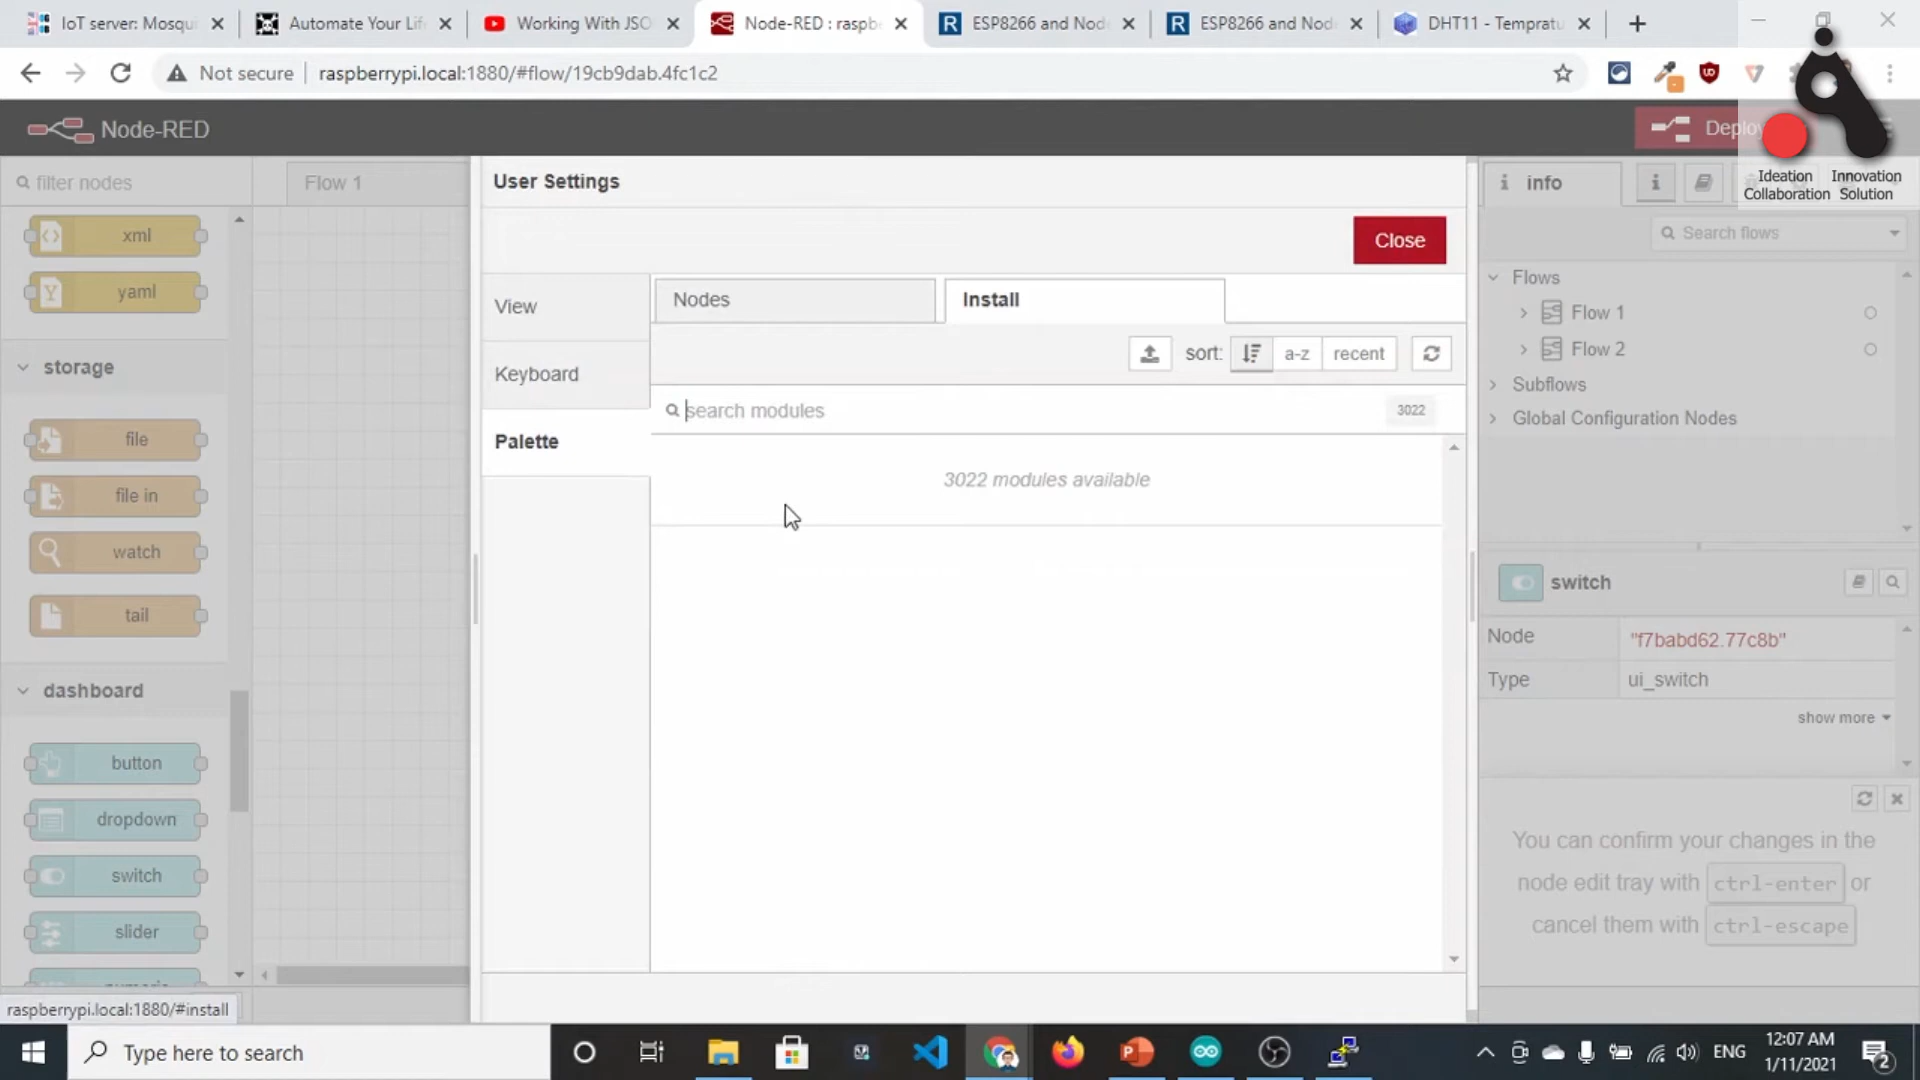 IoT server: Mosqui
Automate Your Lif
Working With JSO
Node-RED : raspbe
ESP8266 and Node
ESP8266 and Node
DHT11 - Tempratu
Not secure
raspberrypi.local:1880/#flow/19cb9dab.4fc1c2
Node-RED
Deploy
Ideation
Collaboration
Innovation
Solution
filter nodes
Flow 1
User Settings
info
Close
Search flows
xml
yaml
storage
file
file in
watch
tail
dashboard
button
dropdown
switch
slider
View
Keyboard
Palette
Nodes
Install
sort:
a-z
recent
search modules
3022
3022 modules available
Flows
Flow 1
Flow 2
Subflows
Global Configuration Nodes
switch
Node
"f7babd62.77c8b"
Type
ui_switch
show more
You can confirm your changes in the
node edit tray with ctrl-enter or
cancel them with ctrl-escape
raspberrypi.local:1880/#install
Type here to search
ENG
12:07 AM
1/11/2021
2